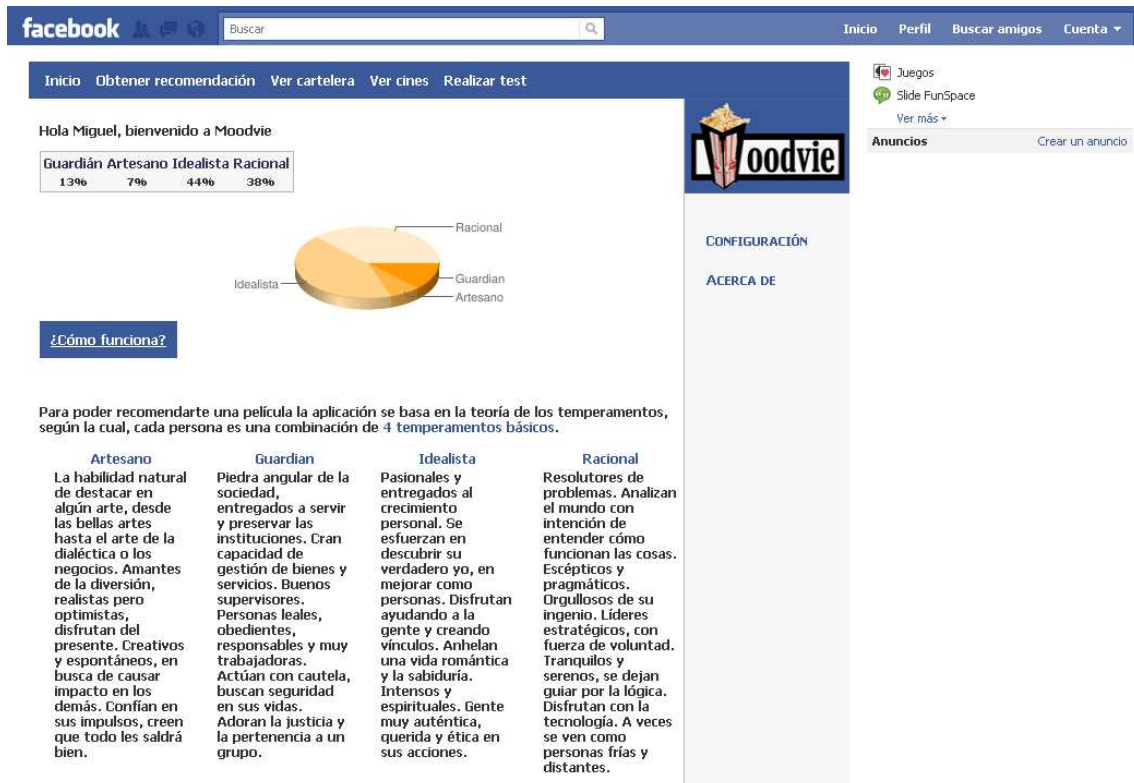 facebook
Buscar
Inicio Perfil Buscar amigos Cuenta
Inicio Obtener recomendación Ver cartelera Ver cines Realizar test
Hola Miguel, bienvenido a Moodvie
Guardián Artesano Idealista Racional
13% 7% 44% 38%
Racional
Guardian
Artesano
Idealista
¿Cómo funciona?
Para poder recomendarte una película la aplicación se basa en la teoría de los temperamentos,
según la cual, cada persona es una combinación de 4 temperamentos básicos.
Artesano
La habilidad natural
de destacar en
algún arte, desde
las bellas artes
hasta el arte de la
dialéctica o los
negocios. Amantes
de la diversión,
realistas pero
optimistas,
disfrutan del
presente. Creativos
y espontáneos, en
busca de causar
impacto en los
demás. Confían en
sus impulsos, creen
que todo les saldrá
bien.
Guardian
Piedra angular de la
sociedad,
entregados a servir
y preservar las
instituciones. Cran
capacidad de
gestión de bienes y
servicios. Buenos
supervisores.
Personas leales,
obedientes,
responsables y muy
trabajadoras.
Actúan con cautela,
buscan seguridad
en sus vidas.
Adoran la justicia y
la pertenencia a un
grupo.
Idealista
Pasionales y
entregados al
crecimiento
personal. Se
esfuerzan en
descubrir su
verdadero yo, en
mejorar como
personas. Disfrutan
ayudando a la
gente y creando
vínculos. Anhelan
una vida romántica
y la sabiduría.
Intensos y
espirituales. Gente
muy auténtica,
querida y ética en
sus acciones.
Racional
Resolutores de
problemas. Analizan
el mundo con
intención de
entender cómo
funcionan las cosas.
Escépticos y
pragmáticos.
Orgullosos de su
ingenio. Líderes
estratégicos, con
fuerza de voluntad.
Tranquilos y
serenos, se dejan
guiar por la lógica.
Disfrutan con la
tecnología. A veces
se ven como
personas frías y
distantes.
Moodvie
CONFIGURACIÓN
ACERCA DE
Juegos
Slide FunSpace
Ver más
Anuncios Crear un anuncio